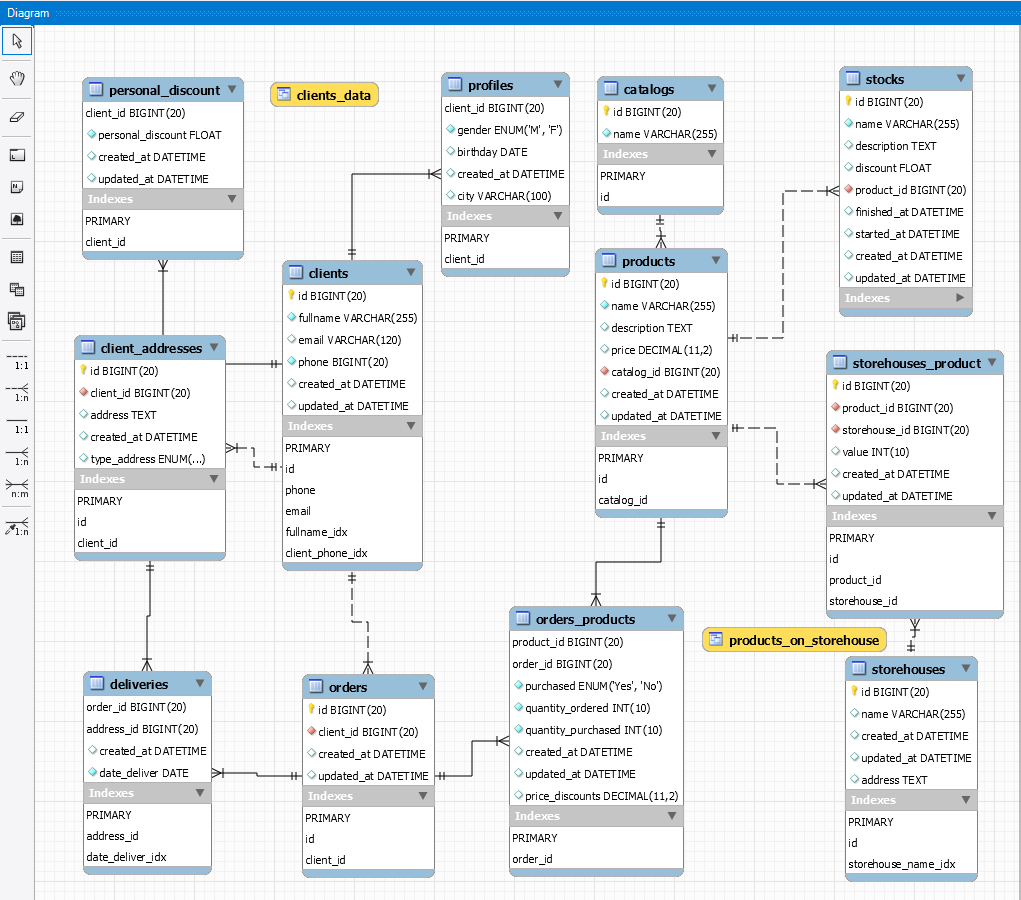 Diagram
1:1
1:n
1:1
1:n
n:m
1:n
personal_discount
client_id BIGINT(20)
personal_discount FLOAT
created_at DATETIME
updated_at DATETIME
Indexes
PRIMARY
client_id
clients_data
profiles
client_id BIGINT(20)
gender ENUM('M', 'F')
birthday DATE
created_at DATETIME
city VARCHAR(100)
Indexes
PRIMARY
client_id
catalogs
id BIGINT(20)
name VARCHAR(255)
Indexes
PRIMARY
id
stocks
id BIGINT(20)
name VARCHAR(255)
description TEXT
discount FLOAT
product_id BIGINT(20)
finished_at DATETIME
started_at DATETIME
created_at DATETIME
updated_at DATETIME
Indexes
clients
id BIGINT(20)
fullname VARCHAR(255)
email VARCHAR(120)
phone BIGINT(20)
created_at DATETIME
updated_at DATETIME
Indexes
PRIMARY
id
phone
email
fullname_idx
client_phone_idx
products
id BIGINT(20)
name VARCHAR(255)
description TEXT
price DECIMAL(11,2)
catalog_id BIGINT(20)
created_at DATETIME
updated_at DATETIME
Indexes
PRIMARY
id
catalog_id
client_addresses
id BIGINT(20)
client_id BIGINT(20)
address TEXT
created_at DATETIME
type_address ENUM(...)
Indexes
PRIMARY
id
client_id
storehouses_product
id BIGINT(20)
product_id BIGINT(20)
storehouse_id BIGINT(20)
value INT(10)
created_at DATETIME
updated_at DATETIME
Indexes
PRIMARY
id
product_id
storehouse_id
deliveries
order_id BIGINT(20)
address_id BIGINT(20)
created_at DATETIME
date_deliver DATE
Indexes
PRIMARY
address_id
date_deliver_idx
orders
id BIGINT(20)
client_id BIGINT(20)
created_at DATETIME
updated_at DATETIME
Indexes
PRIMARY
id
client_id
orders_products
product_id BIGINT(20)
order_id BIGINT(20)
purchased ENUM('Yes', 'No')
quantity_ordered INT(10)
quantity_purchased INT(10)
created_at DATETIME
updated_at DATETIME
price_discounts DECIMAL(11,2)
Indexes
PRIMARY
order_id
products_on_storehouse
storehouses
id BIGINT(20)
name VARCHAR(255)
created_at DATETIME
updated_at DATETIME
address TEXT
Indexes
PRIMARY
id
storehouse_name_idx